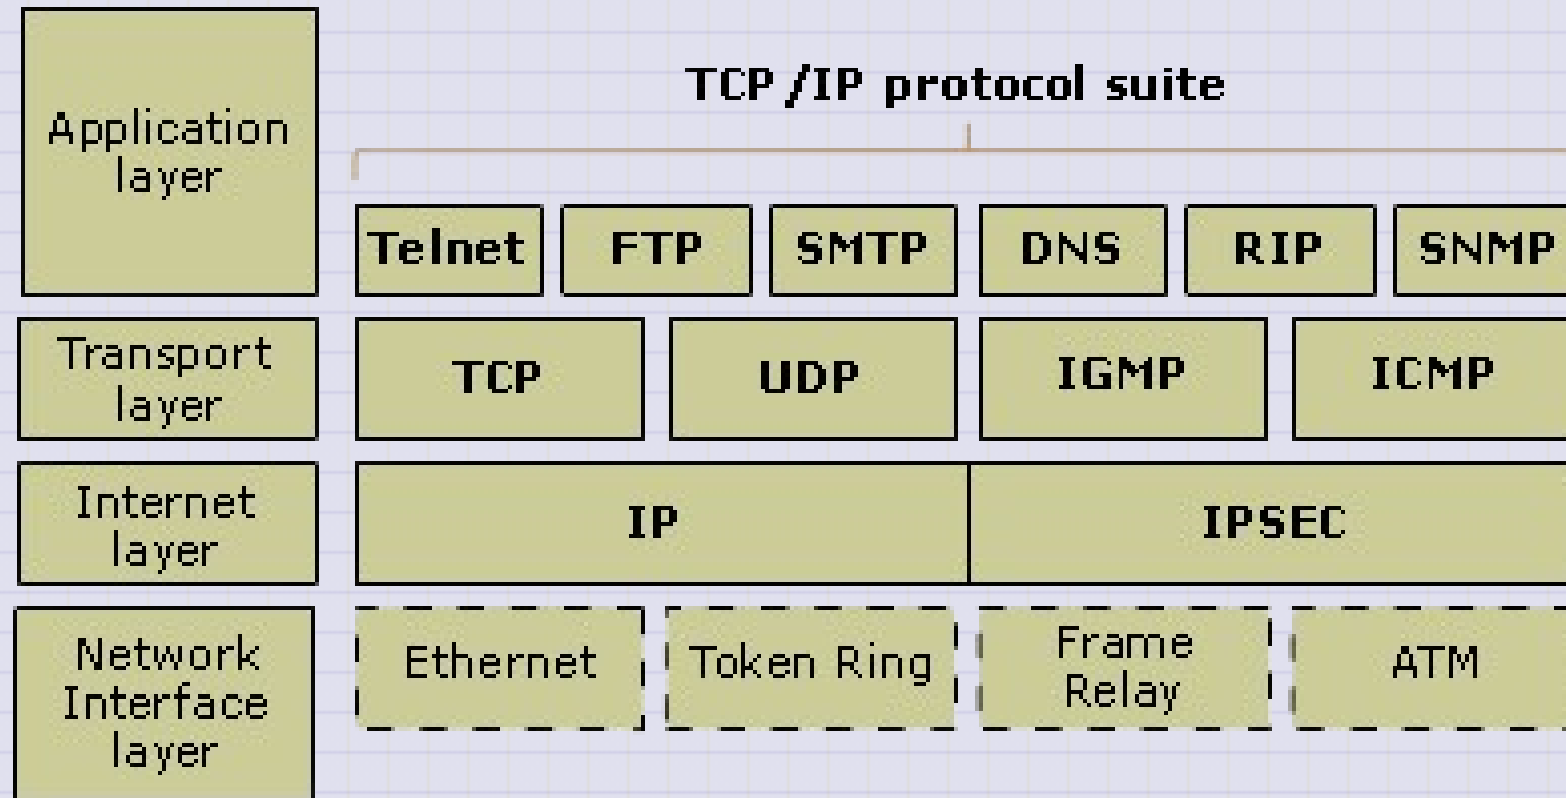 TCP/IP protocol suite
Application
layer
Telnet
FTP
SMTP
DNS
RIP
SNMP
Transport
layer
TCP
UDP
IGMP
ICMP
Internet
layer
IP
IPSEC
Network
Interface
layer
Ethernet
Token Ring
Frame
Relay
ATM